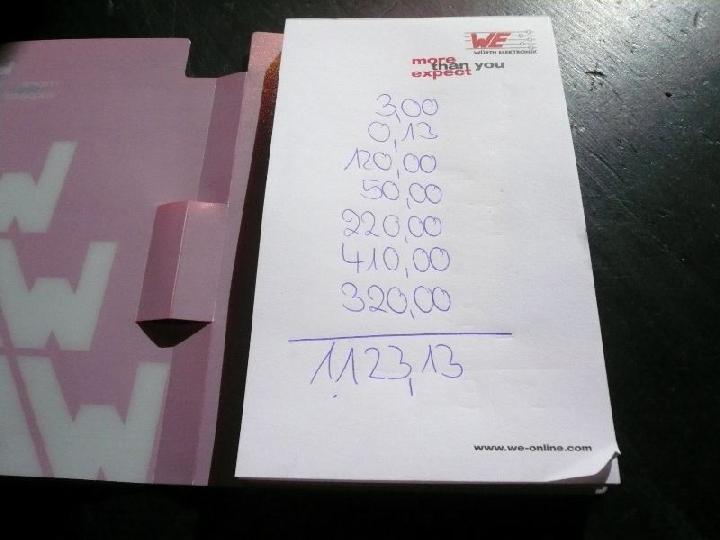 WE
WÜRTH ELEKTRONIK
more
than you
expect
3,00
0,13
120,00
50,00
220,00
410,00
320,00
1.123,13
www.we-online.com
W
W
W